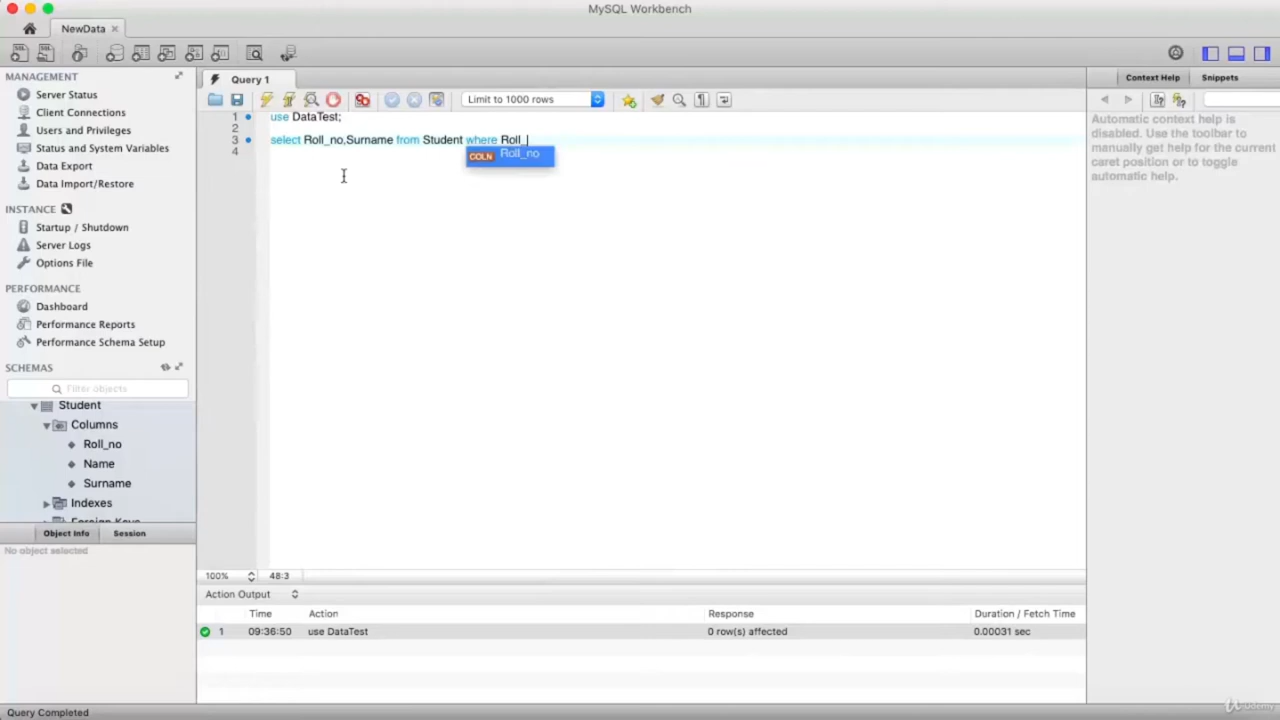 MySQL Workbench
NewData
MANAGEMENT
Server Status
Client Connections
Users and Privileges
Status and System Variables
Data Export
Data Import/Restore
INSTANCE
Startup / Shutdown
Server Logs
Options File
PERFORMANCE
Dashboard
Performance Reports
Performance Schema Setup
SCHEMAS
Filter objects
Student
Columns
Roll_no
Name
Surname
Indexes
Foreign Keys
Object Info Session
No object selected
Query 1
Limit to 1000 rows
1 use DataTest;
2
3 select Roll_no,Surname from Student where Roll_
COLN Roll_no
4
100% 48:3
Action Output
Time Action Response Duration / Fetch Time
1 09:36:50 use DataTest 0 row(s) affected 0.00031 sec
Context Help Snippets
Automatic context help is
disabled. Use the toolbar to
manually get help for the current
caret position or to toggle
automatic help.
Query Completed
udemy